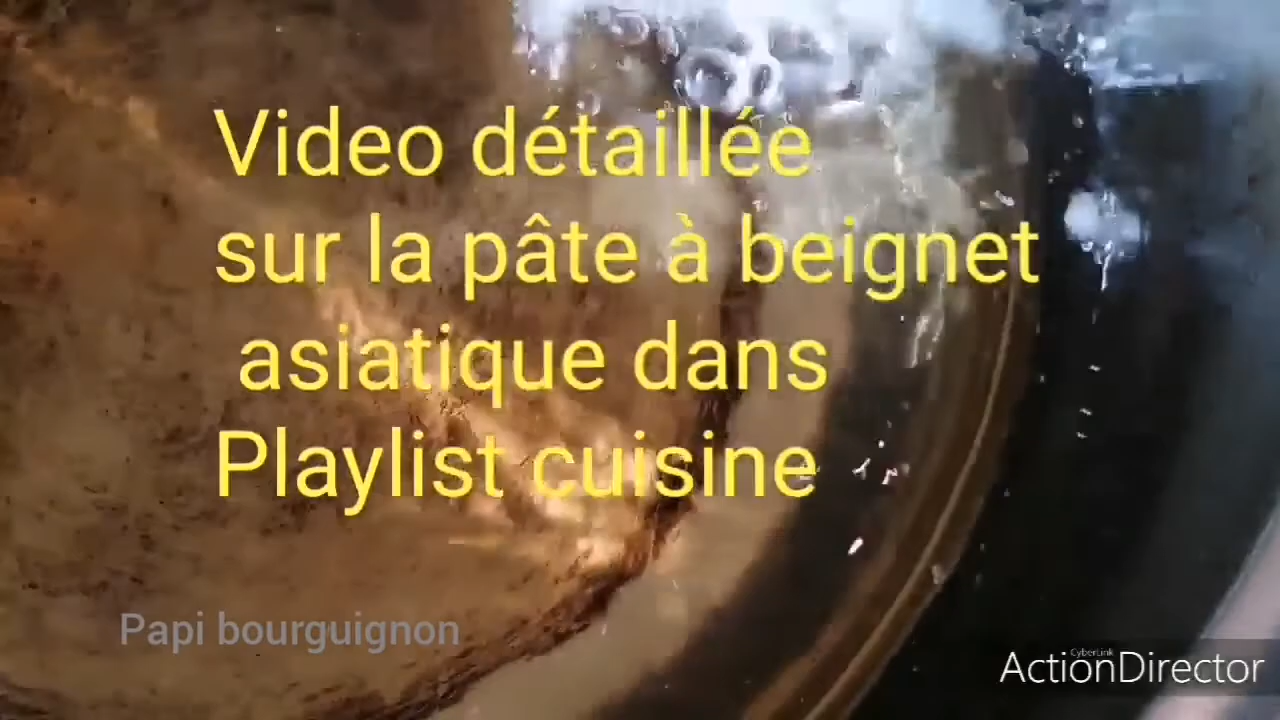 Video détaillée
sur la pâte à beignet
asiatique dans
Playlist cuisine
Papi bourguignon
CyberLink
ActionDirector